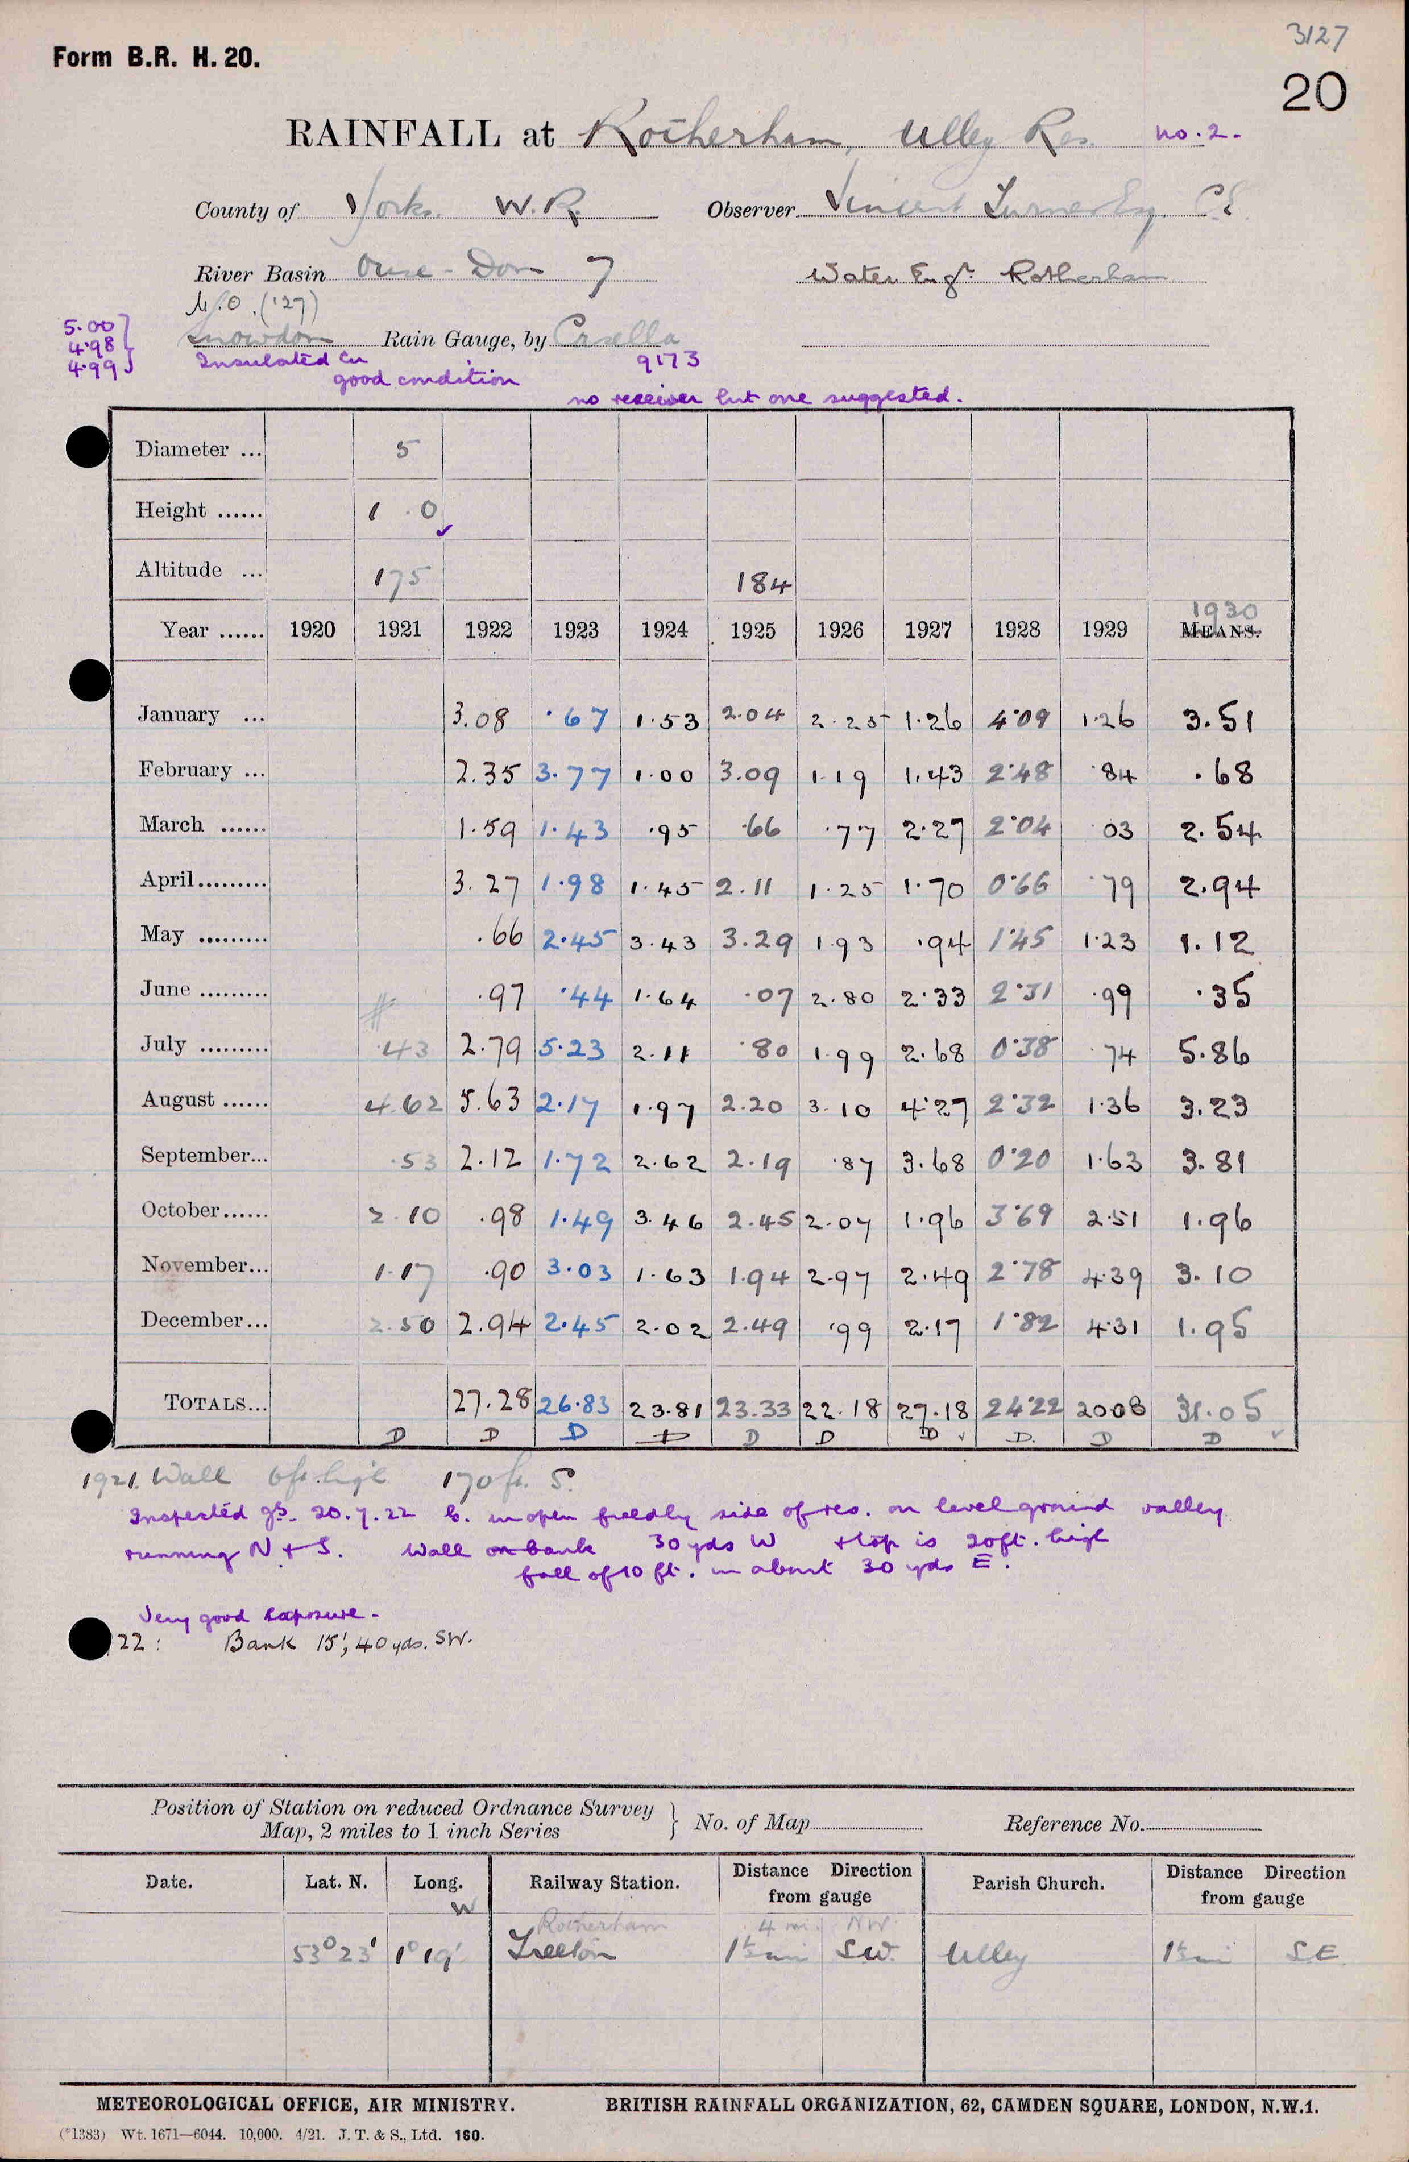 3127
Form B.R. H. 20.
20
RAINFALL at Rotherham, Ulley Res. no. 2.
County of Yorks. W.R. Observer Vincent Turner Esq. C.E.
River Basin Ouse - Don 7 Water Engr. Rotherham
M.O. ('27)
5.00
4.98
4.99
Snowdon Rain Gauge, by Casella
Insulated Cu 9173
good condition
no receiver but one suggested.
Diameter ... 5
Height ...... 1 . 0
Altitude ... 175 184
1930
Year ...... 1920 1921 1922 1923 1924 1925 1926 1927 1928 1929 MEANS.
January ... 3.08 .67 1.53 2.04 2.25 1.26 4.09 1.26 3.51
February ... 2.35 3.77 1.00 3.09 1.19 1.43 2.48 .84 .68
March ...... 1.59 1.43 .95 .66 .77 2.27 2.04 03 2.54
April ......... 3.27 1.98 1.45 2.11 1.25 1.70 0.66 .79 2.94
May ......... .66 2.45 3.43 3.29 1.93 .94 1.45 1.23 1.12
June ......... .97 .44 1.64 .07 2.80 2.33 2.31 .99 .35
July ......... .43 2.79 5.23 2.11 .80 1.99 2.68 0.38 .74 5.86
August ...... 4.62 5.63 2.17 1.97 2.20 3.10 4.27 2.32 1.36 3.23
September... .53 2.12 1.72 2.62 2.19 .87 3.68 0.20 1.63 3.81
October ...... 2.10 .98 1.49 3.46 2.45 2.07 1.96 3.69 2.51 1.96
November... 1.17 .90 3.03 1.63 1.94 2.97 2.49 2.78 4.39 3.10
December... 2.50 2.94 2.45 2.02 2.49 .99 2.17 1.82 4.31 1.95
TOTALS... 27.28 26.83 23.81 23.33 22.18 27.18 24.22 20.08 31.05
D D D D D D D D. D D
1921. Wall 6ft. high 170 ft. S.
Inspected 20.7.22 in open field by side of res. on level ground valley
running N + S. Wall on bank 30 yds W + top is 20ft. high
fall of 10 ft. in about 30 yds E.
Very good exposure.
22: Bank 15', 40 yds. SW.
Position of Station on reduced Ordnance Survey
Map, 2 miles to 1 inch Series
No. of Map Reference No.
Date. Lat. N. Long. W Railway Station. Distance Direction from gauge Parish Church. Distance Direction from gauge
Rotherham 4 mi. NW.
53° 23' 1° 19' Treeton SW. Ulley SE
METEOROLOGICAL OFFICE, AIR MINISTRY. BRITISH RAINFALL ORGANIZATION, 62, CAMDEN SQUARE, LONDON, N.W.1.
(*1383) Wt. 1671—6044. 10,000. 4/21. J. T. & S., Ltd. 160.